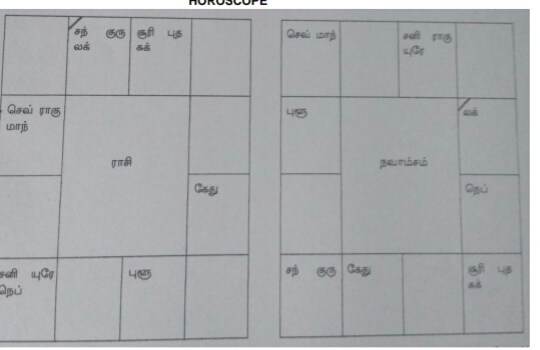 HOROSCOPE
சந் குரு
லக்
சூரி புத
சுக்
செவ் ராகு
மாந்
ராசி
கேது
சனி யுரே
நெப்
புளூ
செவ் மாந்
சனி ராகு
யுரே
புளூ
லக்
நவாம்சம்
நெப்
சந் குரு
கேது
சூரி புத
சுக்